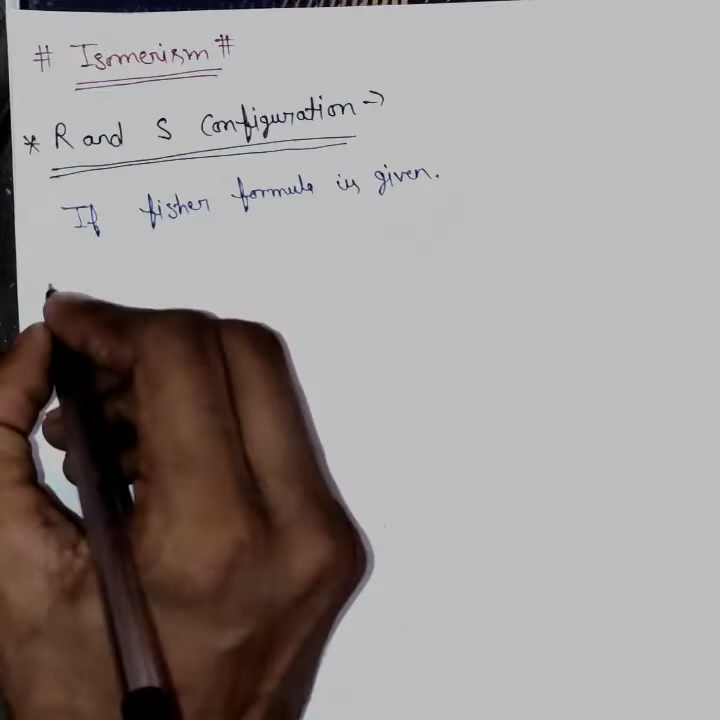 # Isomerism #
* R and S Configuration →
If fisher formula is given.